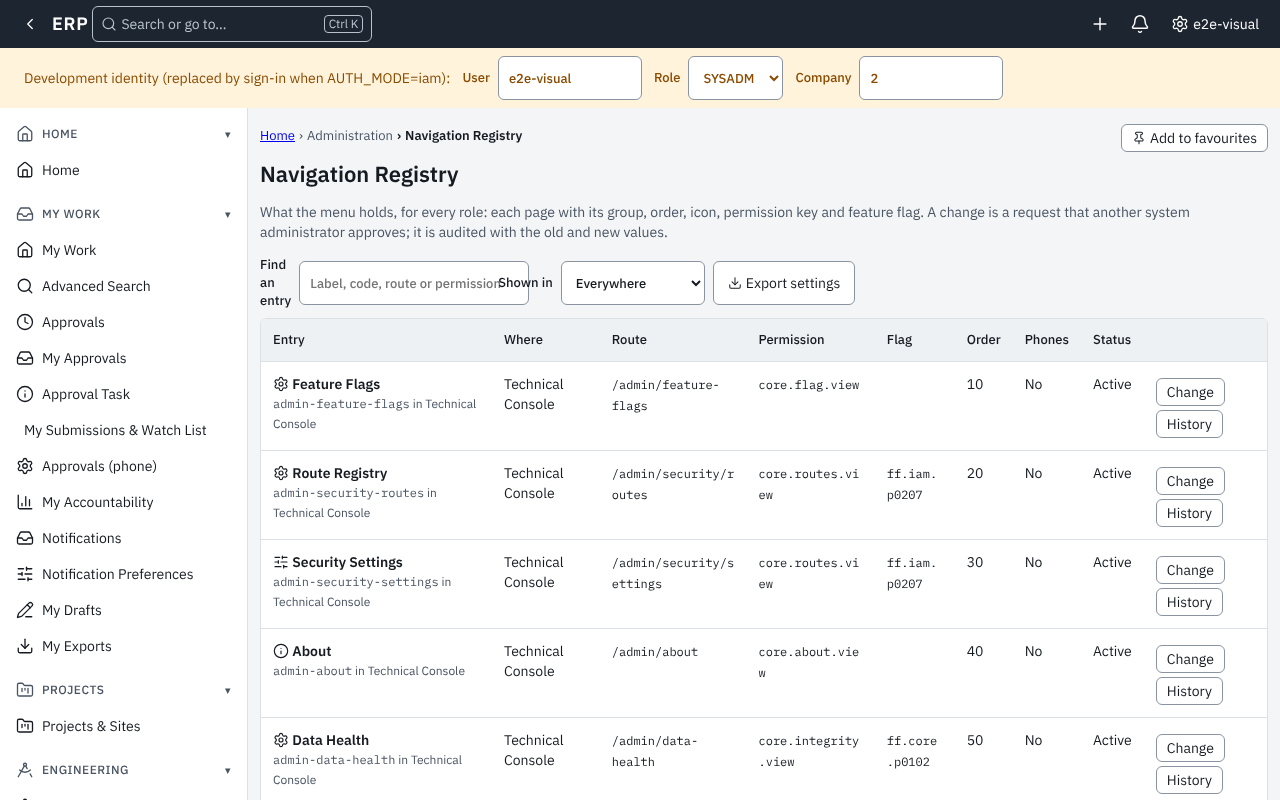 ERP
Search or go to...
Ctrl K
e2e-visual
Development identity (replaced by sign-in when AUTH_MODE=iam): User e2e-visual Role SYSADM Company 2
HOME
Home
MY WORK
My Work
Advanced Search
Approvals
My Approvals
Approval Task
My Submissions & Watch List
Approvals (phone)
My Accountability
Notifications
Notification Preferences
My Drafts
My Exports
PROJECTS
Projects & Sites
ENGINEERING
Home › Administration › Navigation Registry
Add to favourites
Navigation Registry
What the menu holds, for every role: each page with its group, order, icon, permission key and feature flag. A change is a request that another system
administrator approves; it is audited with the old and new values.
Find
an
entry
Label, code, route or permission
Shown in
Everywhere
Export settings
Entry Where Route Permission Flag Order Phones Status
Feature Flags
admin-feature-flags in Technical
Console
Technical
Console
/admin/feature-
flags
core.flag.view
10
No
Active
Change
History
Route Registry
admin-security-routes in
Technical Console
Technical
Console
/admin/security/r
outes
core.routes.vi
ew
ff.iam.
p0207
20
No
Active
Change
History
Security Settings
admin-security-settings in
Technical Console
Technical
Console
/admin/security/s
ettings
core.routes.vi
ew
ff.iam.
p0207
30
No
Active
Change
History
About
admin-about in Technical Console
Technical
Console
/admin/about
core.about.vie
w
40
No
Active
Change
History
Data Health
admin-data-health in Technical
Console
Technical
Console
/admin/data-
health
core.integrity
.view
ff.core
.p0102
50
No
Active
Change
History